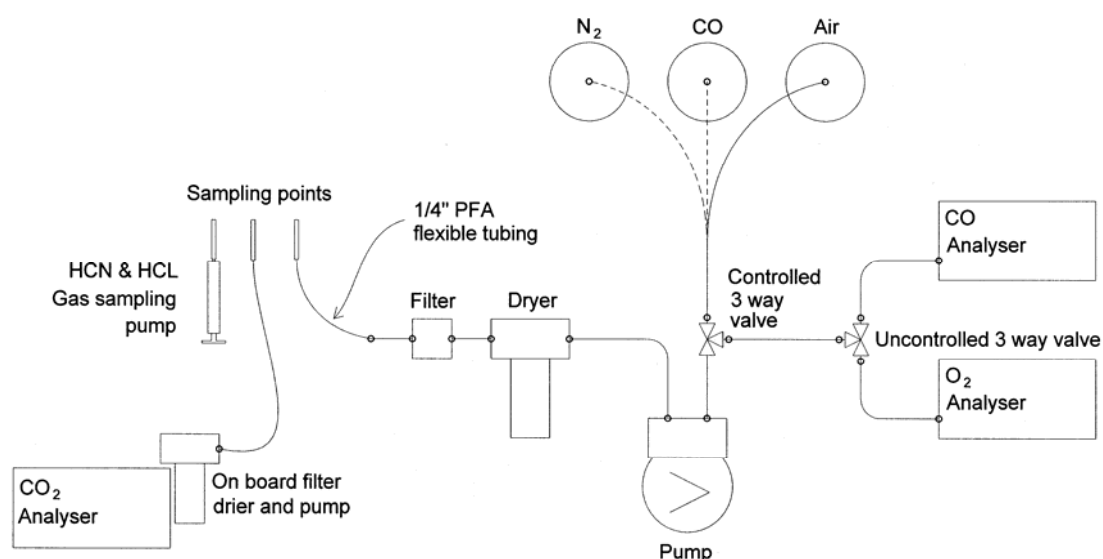 N2
CO
Air
Sampling points
1/4" PFA
flexible tubing
HCN & HCL
Gas sampling
pump
Filter
Dryer
Controlled
3 way
valve
CO
Analyser
Uncontrolled 3 way valve
O2
Analyser
CO2
Analyser
On board filter
drier and pump
Pump